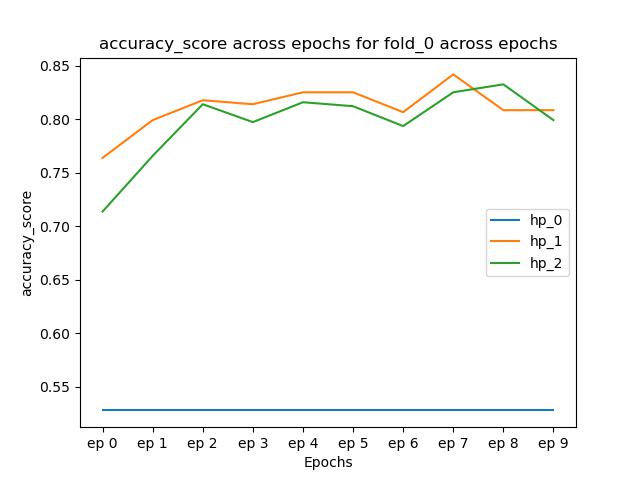 accuracy_score across epochs for fold_0 across epochs
accuracy_score
0.85
0.80
0.75
0.70
0.65
0.60
0.55
hp_0
hp_1
hp_2
ep 0 ep 1 ep 2 ep 3 ep 4 ep 5 ep 6 ep 7 ep 8 ep 9
Epochs